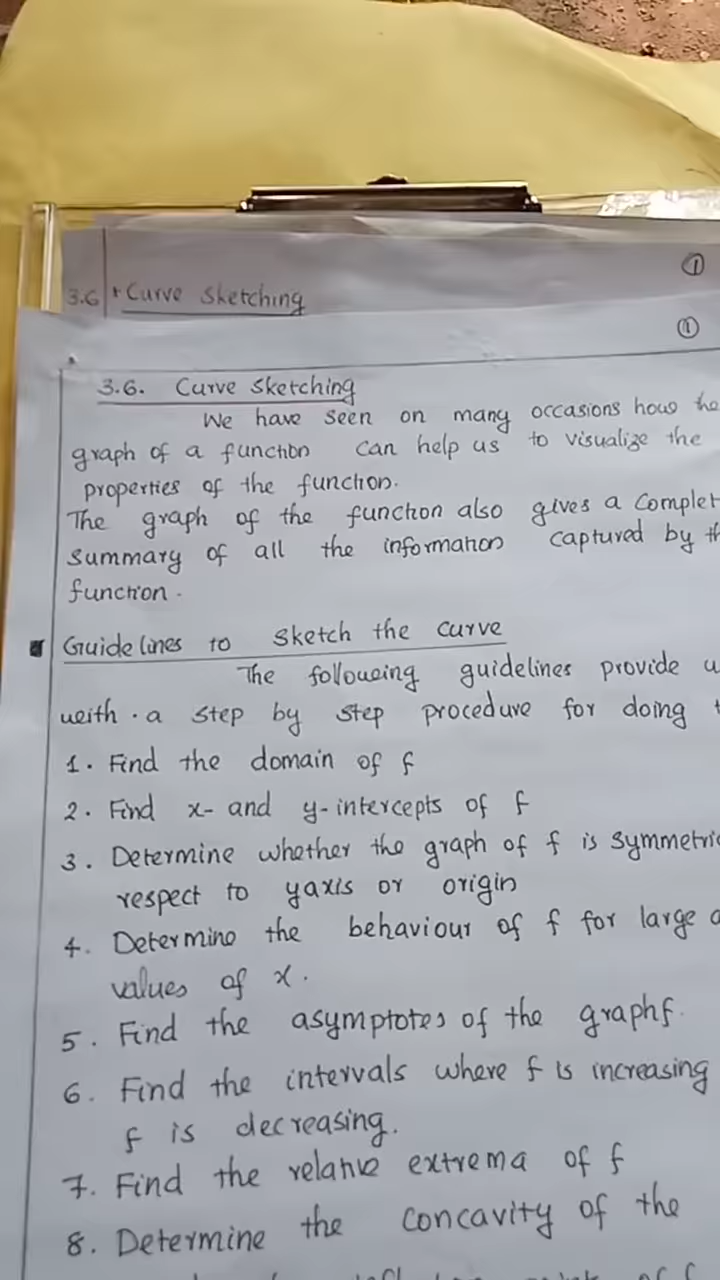 ①
3.6 * Curve Sketching
①
3.6. Curve Sketching
We have seen on many occasions how the
graph of a function can help us to visualize the
properties of the function.
The graph of the function also gives a complet
summary of all the information captured by th
function.
Guidelines to sketch the curve
The following guidelines provide u
with a step by step procedure for doing t
1. Find the domain of f
2. Find x- and y-intercepts of f
3. Determine whether the graph of f is symmetric
respect to yaxis or origin
4. Determine the behaviour of f for large a
values of x.
5. Find the asymptotes of the graph f.
6. Find the intervals where f is increasing
f is decreasing.
7. Find the relative extrema of f
8. Determine the concavity of the
of f